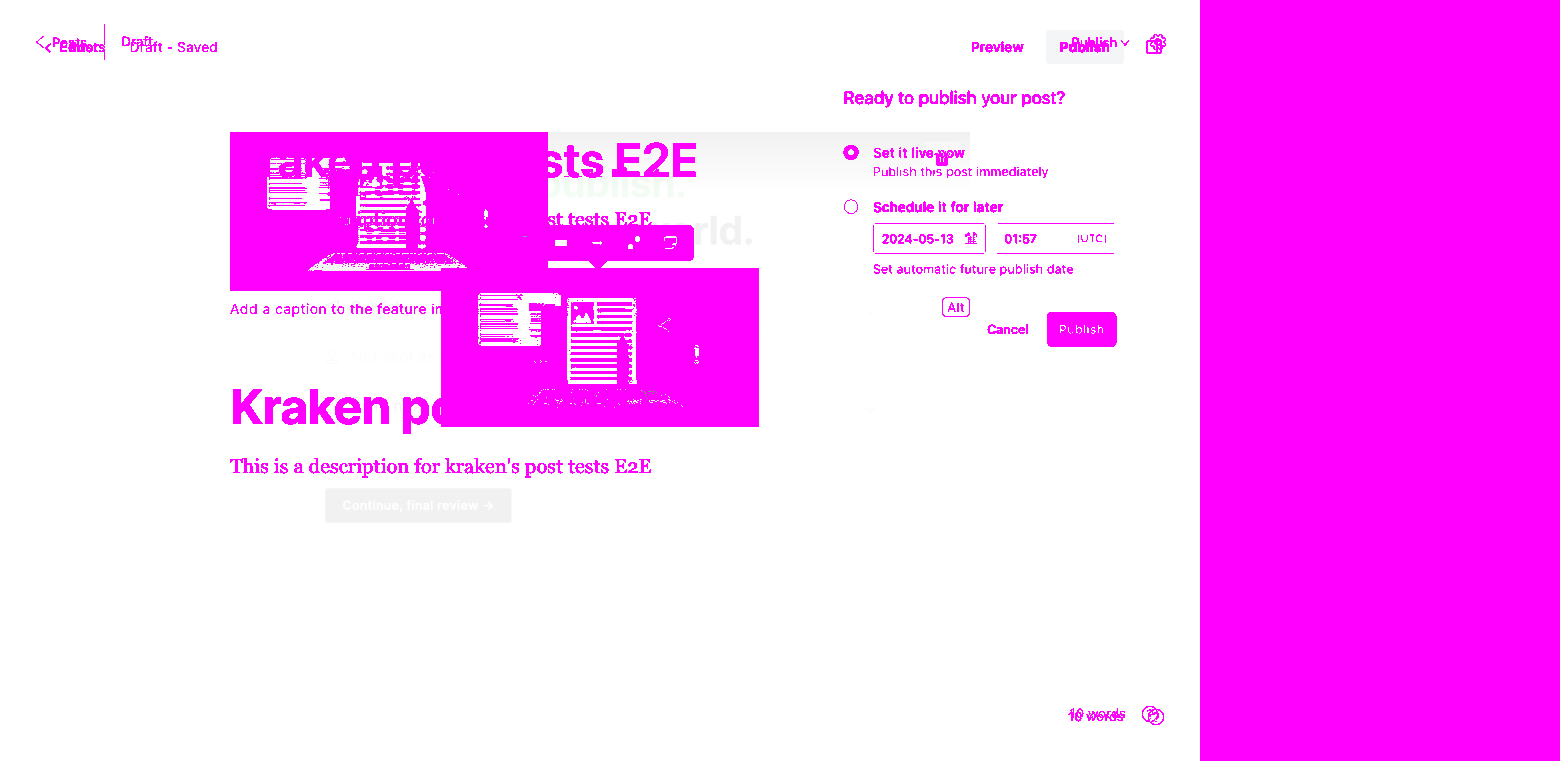 Posts Draft Publish
Editor Draft - Saved Preview Publish
Ready to publish your post?
Set it live now
Publish this post immediately
sts E2E
Publish.
Schedule it for later
st tests E2E
rld.
2024-05-13 01:57 (UTC)
Set automatic future publish date
Add a caption to the feature im
Alt
Cancel Publish
Kraken po
This is a description for kraken's post tests E2E
Continue, final review →
10 words
10 words